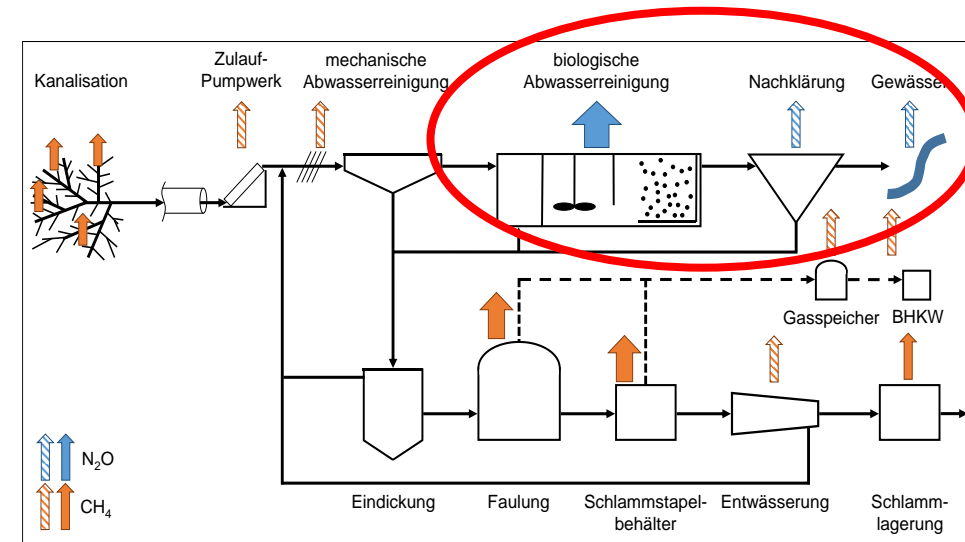 Kanalisation
Zulauf-
Pumpwerk
mechanische
Abwasserreinigung
biologische
Abwasserreinigung
Nachklärung
Gewässer
Gasspeicher
BHKW
N₂O
CH₄
Eindickung
Faulung
Schlammstapel-
behälter
Entwässerung
Schlamm-
lagerung